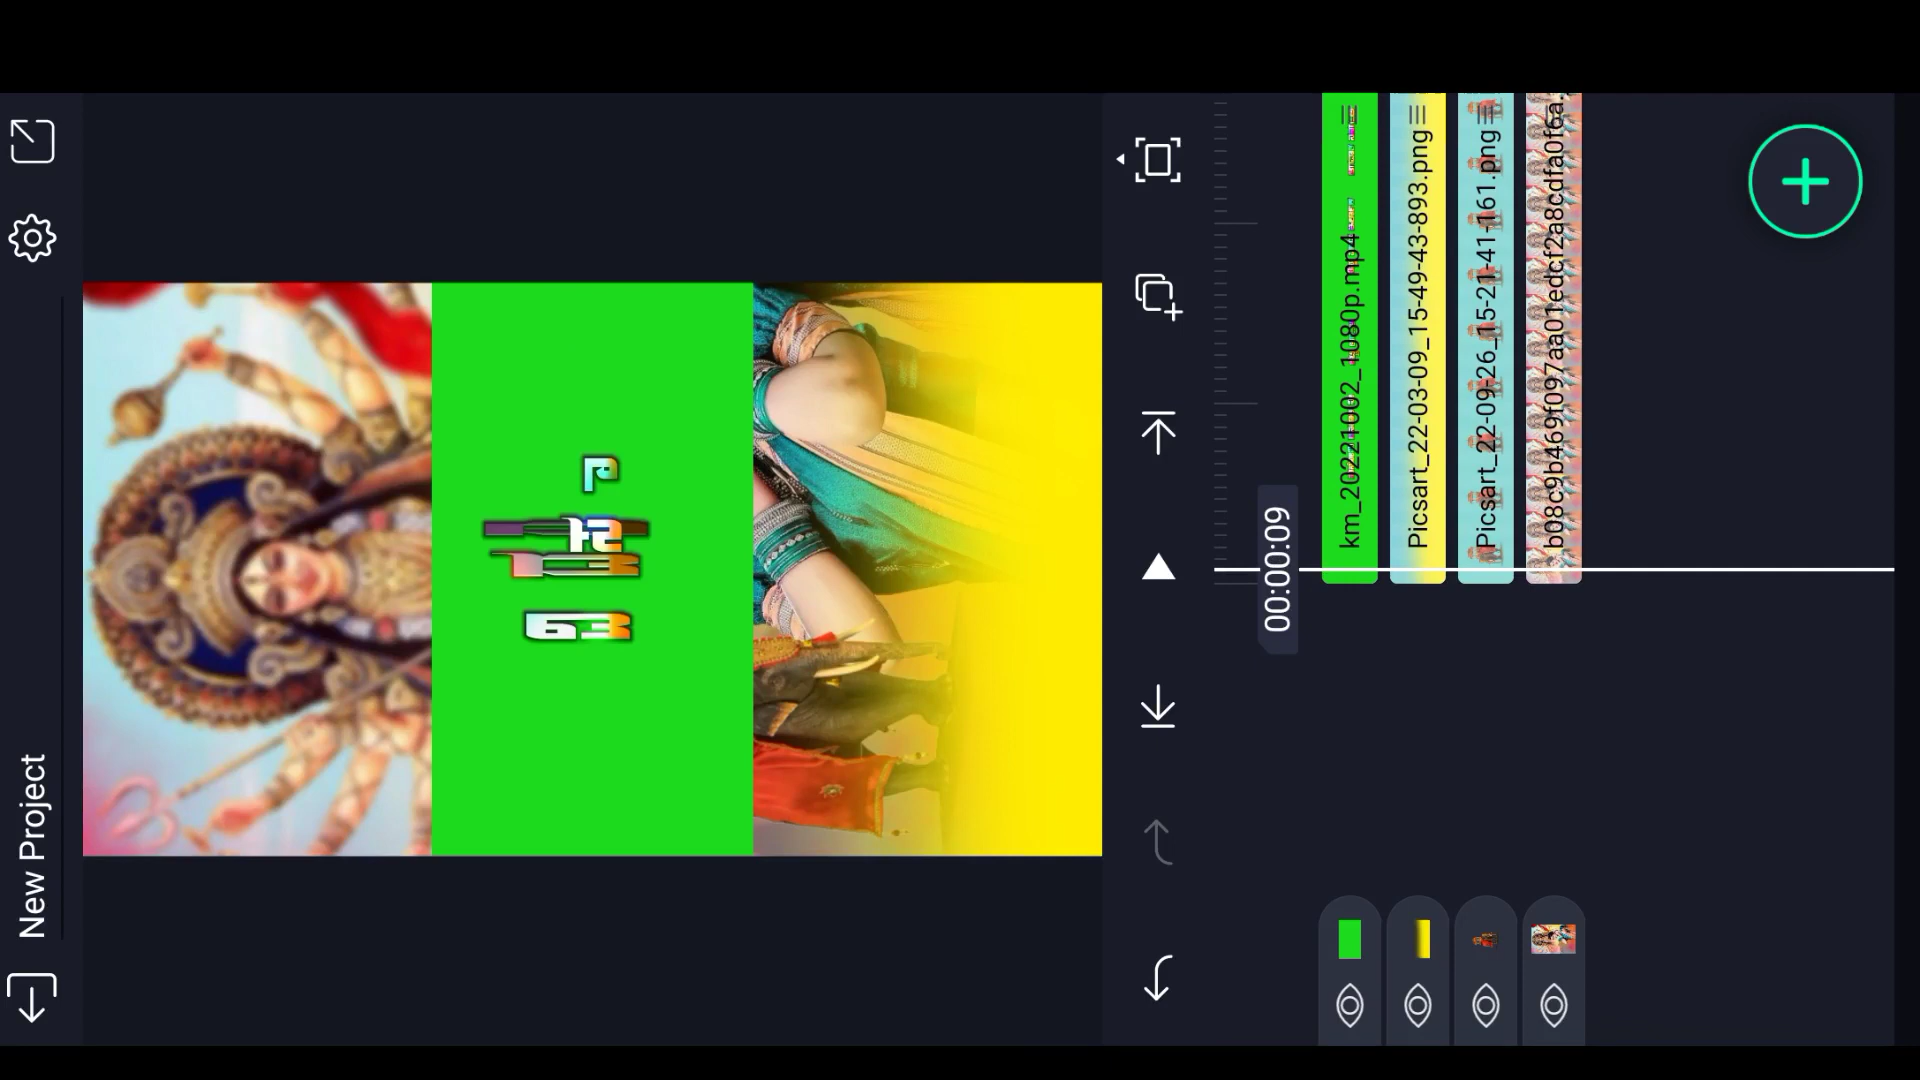 New Project
00:00:09
km_20221002_1080p.mp4
Picsart_22-03-09_15-49-43-893.png
Picsart_22-09-26_15-21-41-161.png
b08c9b469f097aa01edcf2a8cdfa0f6a.